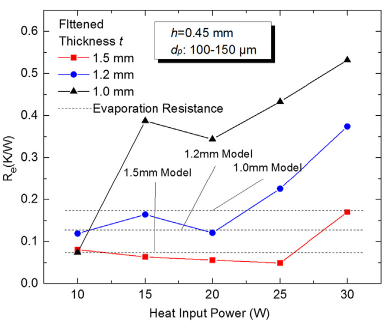 0.6
0.5
0.4
0.3
0.2
0.1
0.0
Rₑ(K/W)
FIttened
Thickness t
1.5 mm
1.2 mm
1.0 mm
Evaporation Resistance
h=0.45 mm
dₚ: 100-150 μm
1.2mm Model
1.5mm Model
1.0mm Model
10 15 20 25 30
Heat Input Power (W)